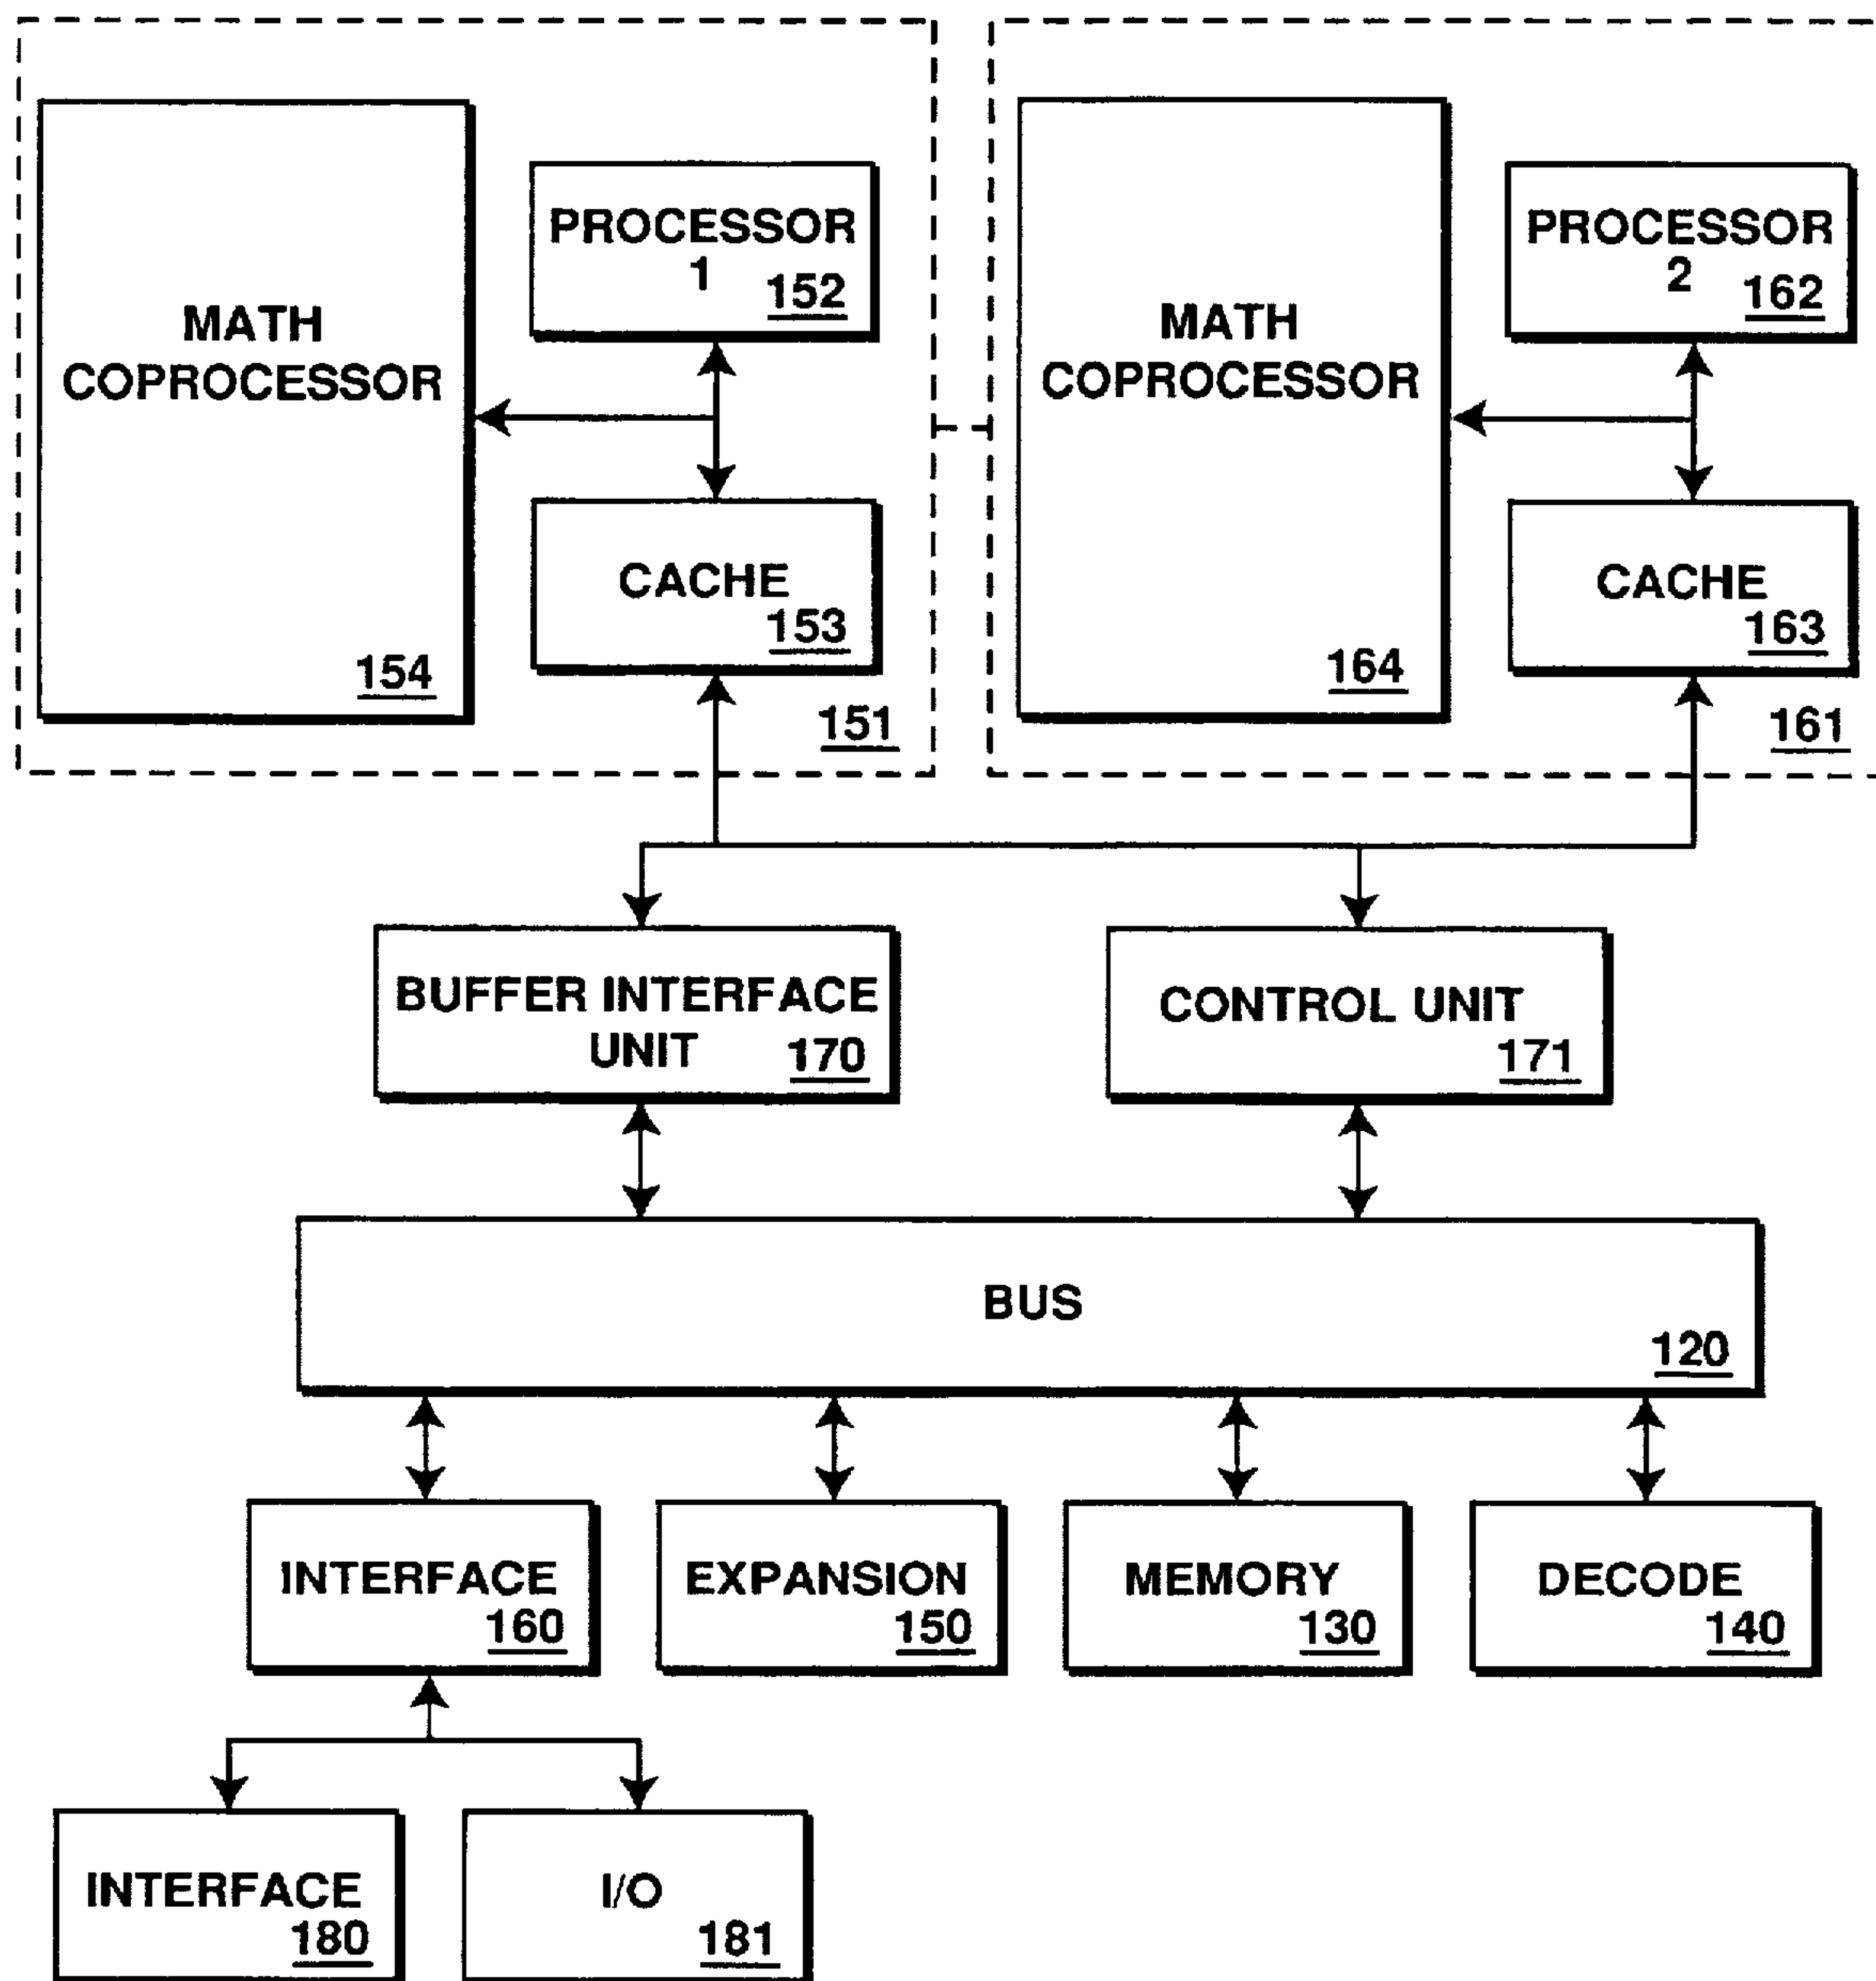 PROCESSOR
1
152
PROCESSOR
2
162
MATH
COPROCESSOR
154
MATH
COPROCESSOR
164
CACHE
153
CACHE
163
151
161
BUFFER INTERFACE
UNIT
170
CONTROL UNIT
171
BUS
120
INTERFACE
160
EXPANSION
150
MEMORY
130
DECODE
140
INTERFACE
180
I/O
181